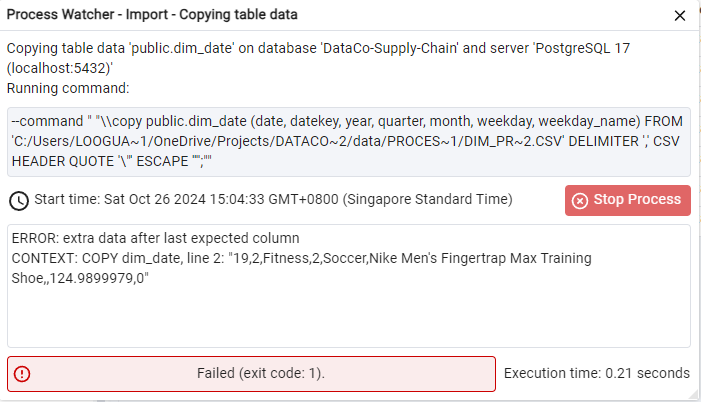 Process Watcher - Import - Copying table data
Copying table data 'public.dim_date' on database 'DataCo-Supply-Chain' and server 'PostgreSQL 17
(localhost:5432)'
Running command:
--command " "\\copy public.dim_date (date, datekey, year, quarter, month, weekday, weekday_name) FROM
'C:/Users/LOOGUA~1/OneDrive/Projects/DATACO~2/data/PROCES~1/DIM_PR~2.CSV' DELIMITER ',' CSV
HEADER QUOTE '\"' ESCAPE '''';""
Start time: Sat Oct 26 2024 15:04:33 GMT+0800 (Singapore Standard Time)
Stop Process
ERROR: extra data after last expected column
CONTEXT: COPY dim_date, line 2: "19,2,Fitness,2,Soccer,Nike Men's Fingertrap Max Training
Shoe,,124.9899979,0"
Failed (exit code: 1).
Execution time: 0.21 seconds